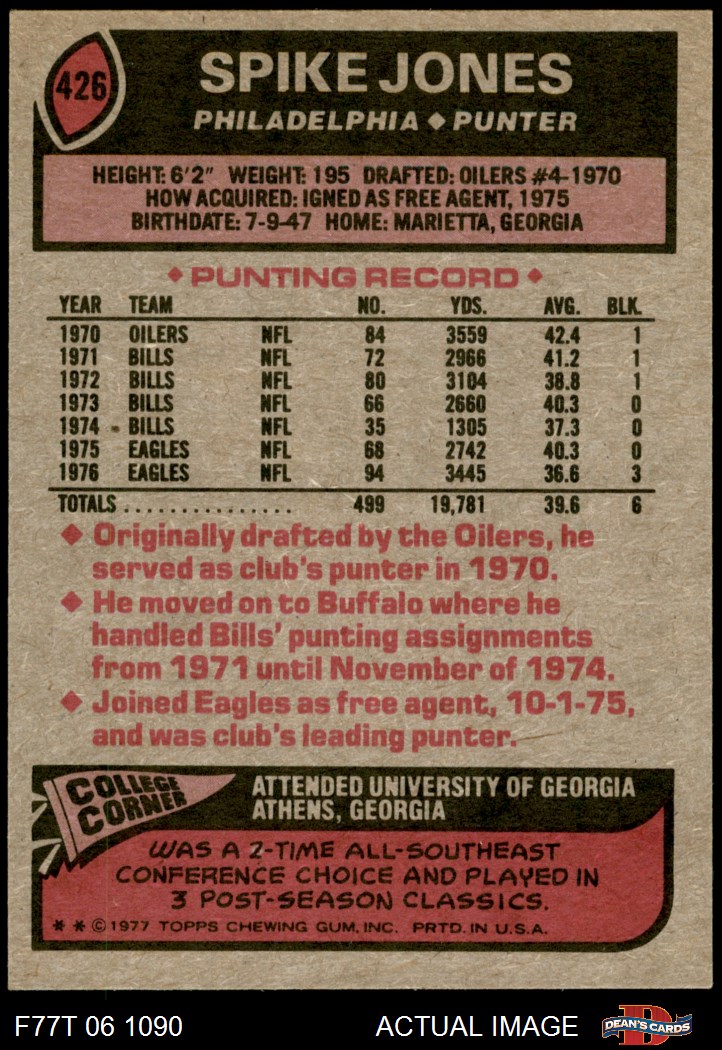 426
SPIKE JONES
PHILADELPHIA ◆ PUNTER
HEIGHT: 6'2" WEIGHT: 195 DRAFTED: OILERS #4-1970
HOW ACQUIRED: IGNED AS FREE AGENT, 1975
BIRTHDATE: 7-9-47 HOME: MARIETTA, GEORGIA
◆ PUNTING RECORD ◆
YEAR TEAM NO. YDS. AVG. BLK.
1970 OILERS NFL 84 3559 42.4 1
1971 BILLS NFL 72 2966 41.2 1
1972 BILLS NFL 80 3104 38.8 1
1973 BILLS NFL 66 2660 40.3 0
1974 BILLS NFL 35 1305 37.3 0
1975 EAGLES NFL 68 2742 40.3 0
1976 EAGLES NFL 94 3445 36.6 3
TOTALS ............... 499 19,781 39.6 6
◆ Originally drafted by the Oilers, he
served as club's punter in 1970.
◆ He moved on to Buffalo where he
handled Bills' punting assignments
from 1971 until November of 1974.
◆ Joined Eagles as free agent, 10-1-75,
and was club's leading punter.
COLLEGE
CORNER
ATTENDED UNIVERSITY OF GEORGIA
ATHENS, GEORGIA
WAS A 2-TIME ALL-SOUTHEAST
CONFERENCE CHOICE AND PLAYED IN
3 POST-SEASON CLASSICS.
* * © 1977 TOPPS CHEWING GUM, INC. PRTD. IN U.S.A.
F77T 06 1090 ACTUAL IMAGE DEAN'S CARDS